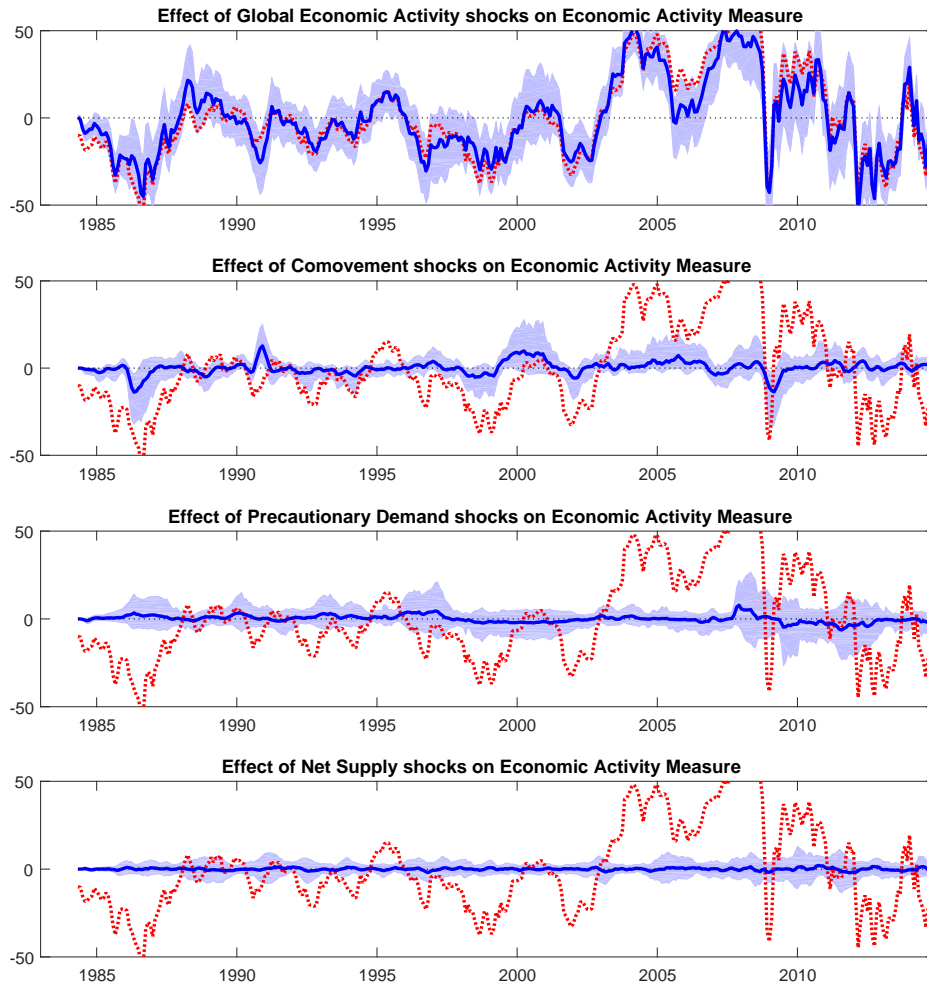 Effect of Global Economic Activity shocks on Economic Activity Measure
50
0
-50
1985 1990 1995 2000 2005 2010
Effect of Comovement shocks on Economic Activity Measure
50
0
-50
1985 1990 1995 2000 2005 2010
Effect of Precautionary Demand shocks on Economic Activity Measure
50
0
-50
1985 1990 1995 2000 2005 2010
Effect of Net Supply shocks on Economic Activity Measure
50
0
-50
1985 1990 1995 2000 2005 2010